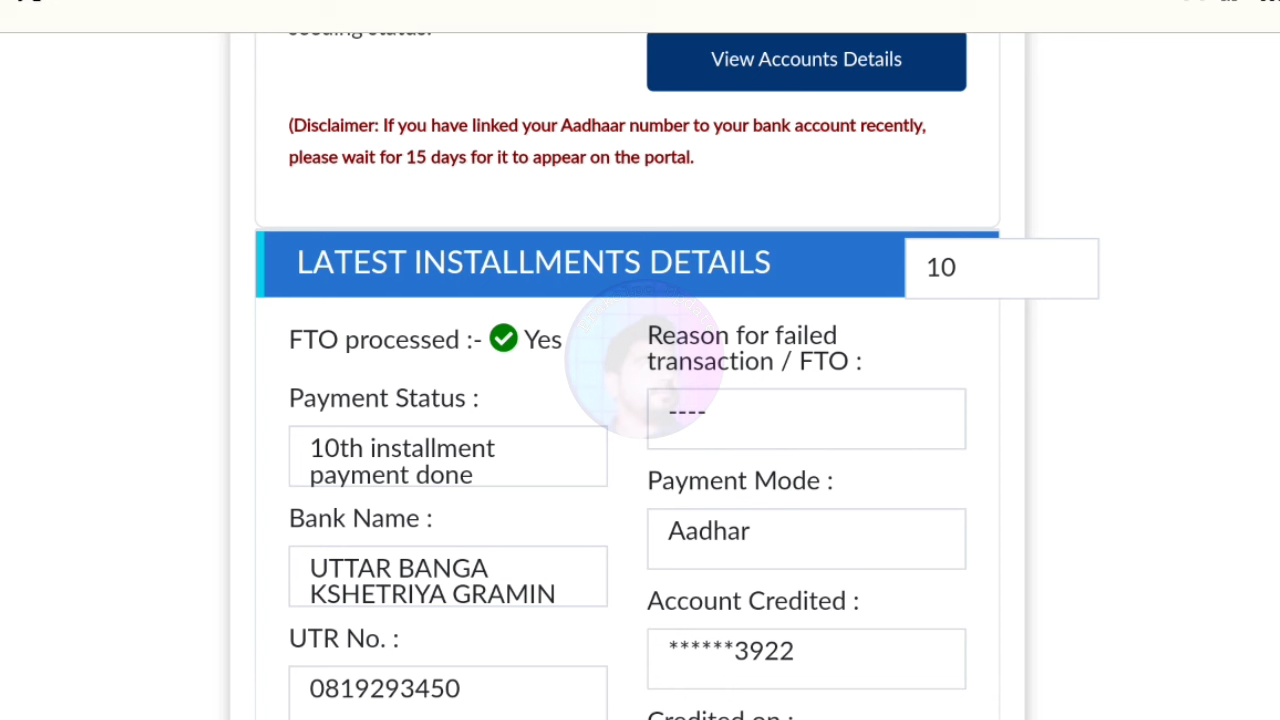 View Accounts Details
(Disclaimer: If you have linked your Aadhaar number to your bank account recently,
please wait for 15 days for it to appear on the portal.
LATEST INSTALLMENTS DETAILS
10
FTO processed :- Yes
Reason for failed
transaction / FTO :
----
Payment Status :
10th installment
payment done
Payment Mode :
Aadhar
Bank Name :
UTTAR BANGA
KSHETRIYA GRAMIN
Account Credited :
******3922
UTR No. :
0819293450
Credited on :